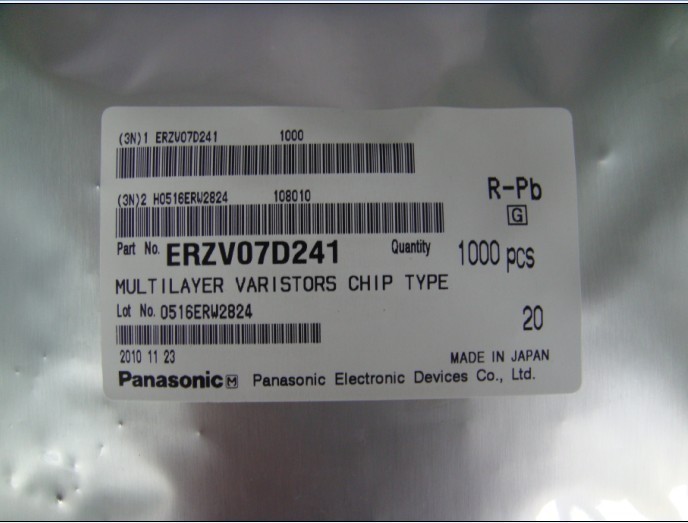 (3N)1 ERZV07D241 1000
(3N)2 H0516ERW2824 108010
R-Pb
G
Part No. ERZV07D241 Quantity 1000 pcs
MULTILAYER VARISTORS CHIP TYPE
Lot No. 0516ERW2824
20
2010 11 23 MADE IN JAPAN
Panasonic M Panasonic Electronic Devices Co., Ltd.